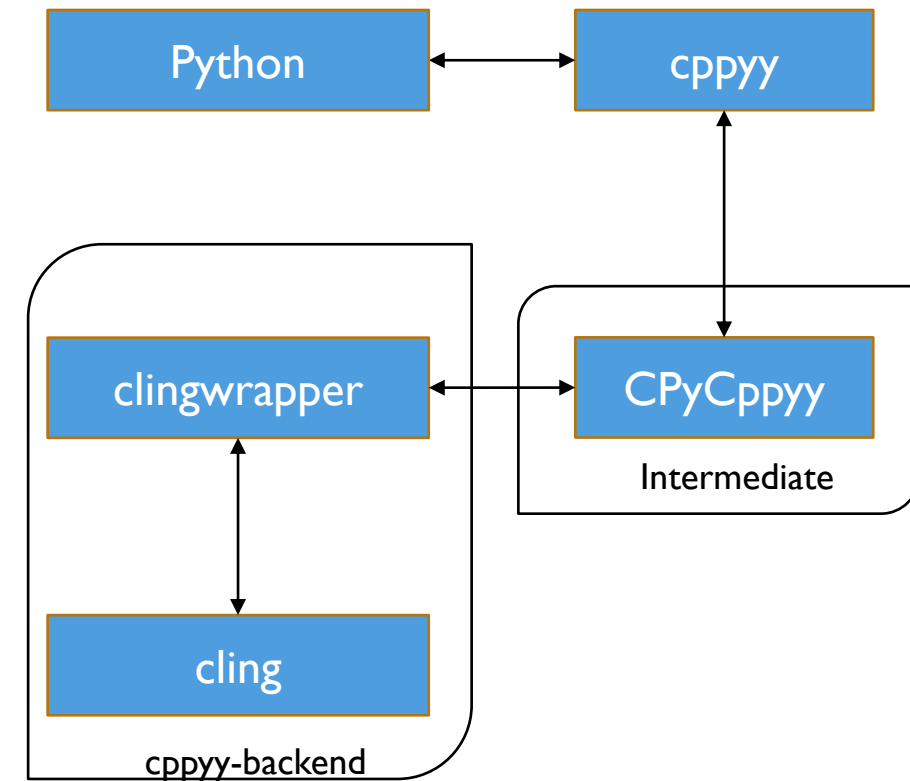 Python
cppyy
clingwrapper
CPyCppyy
Intermediate
cling
cppyy-backend